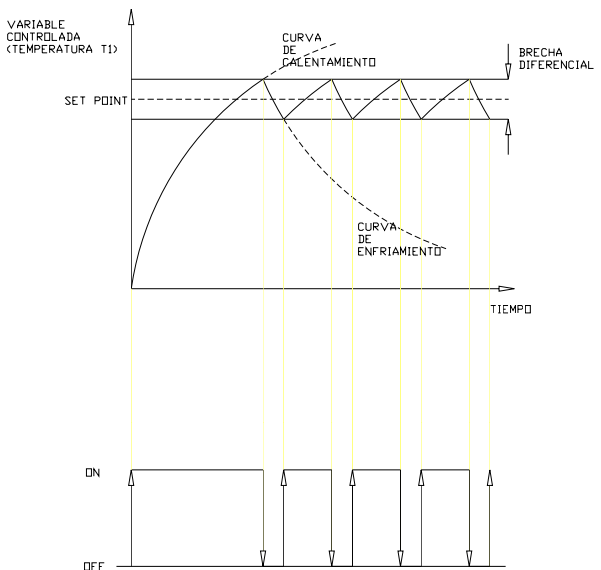 VARIABLE
CONTROLADA
(TEMPERATURA T1)
CURVA
DE
CALENTAMIENTO
BRECHA
DIFERENCIAL
SET POINT
CURVA
DE
ENFRIAMIENTO
TIEMPO
ON
OFF